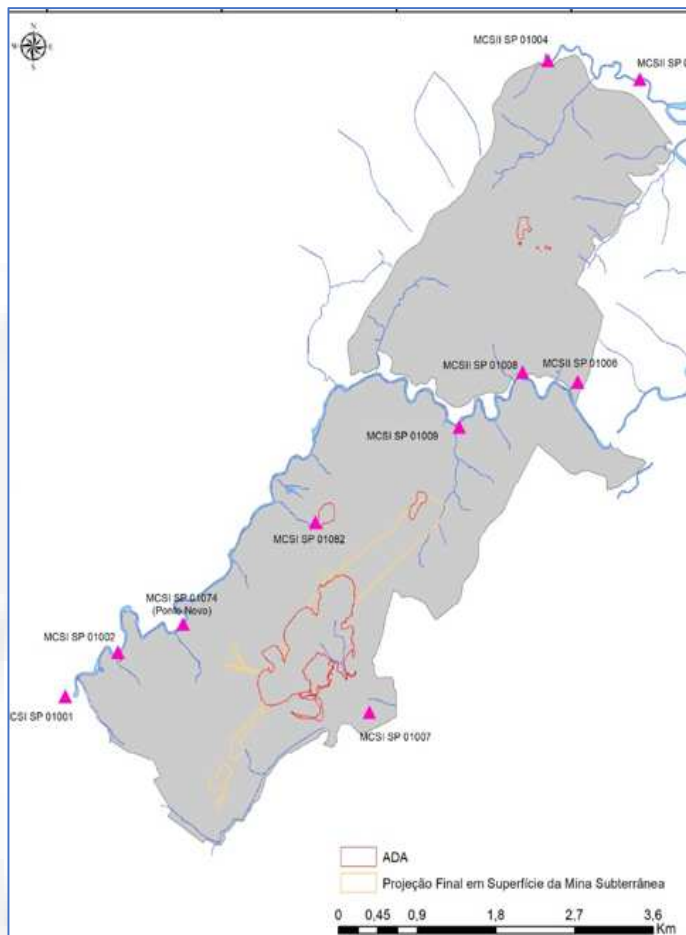 N
W
E
S
MCSII SP 01004
MCSII SP 0
MCSII SP 01008
MCSII SP 01006
MCSI SP 01009
MCSI SP 01082
MCSI SP 01074
(Ponto Novo)
MCSI SP 01002
CSI SP 01001
MCSI SP 01007
ADA
Projeção Final em Superfície da Mina Subterrânea
0 0,45 0,9 1,8 2,7 3,6
Km